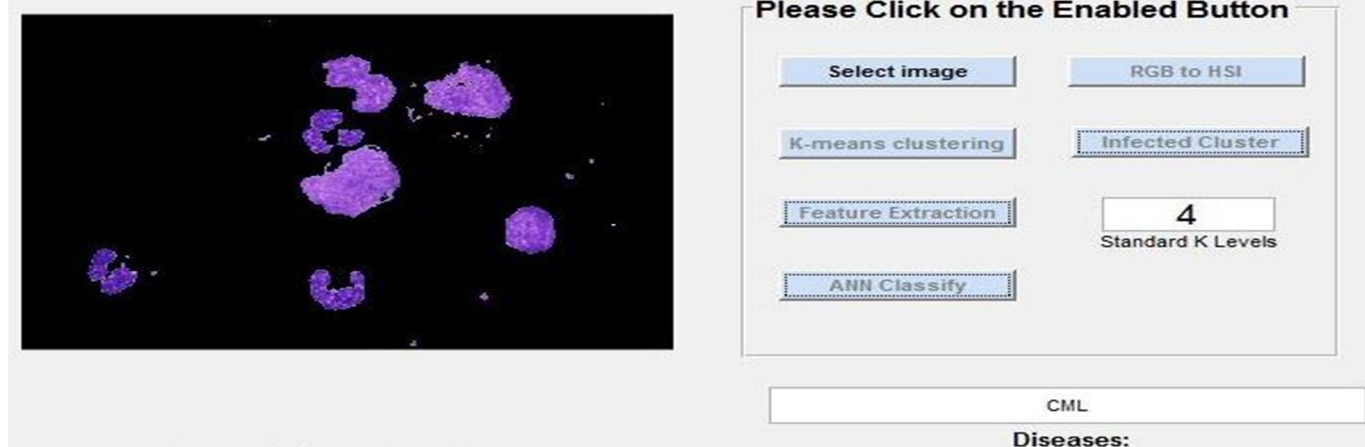 Please Click on the Enabled Button
Select image
RGB to HSI
K-means clustering
Infected Cluster
Feature Extraction
4
Standard K Levels
ANN Classify
CML
Diseases: